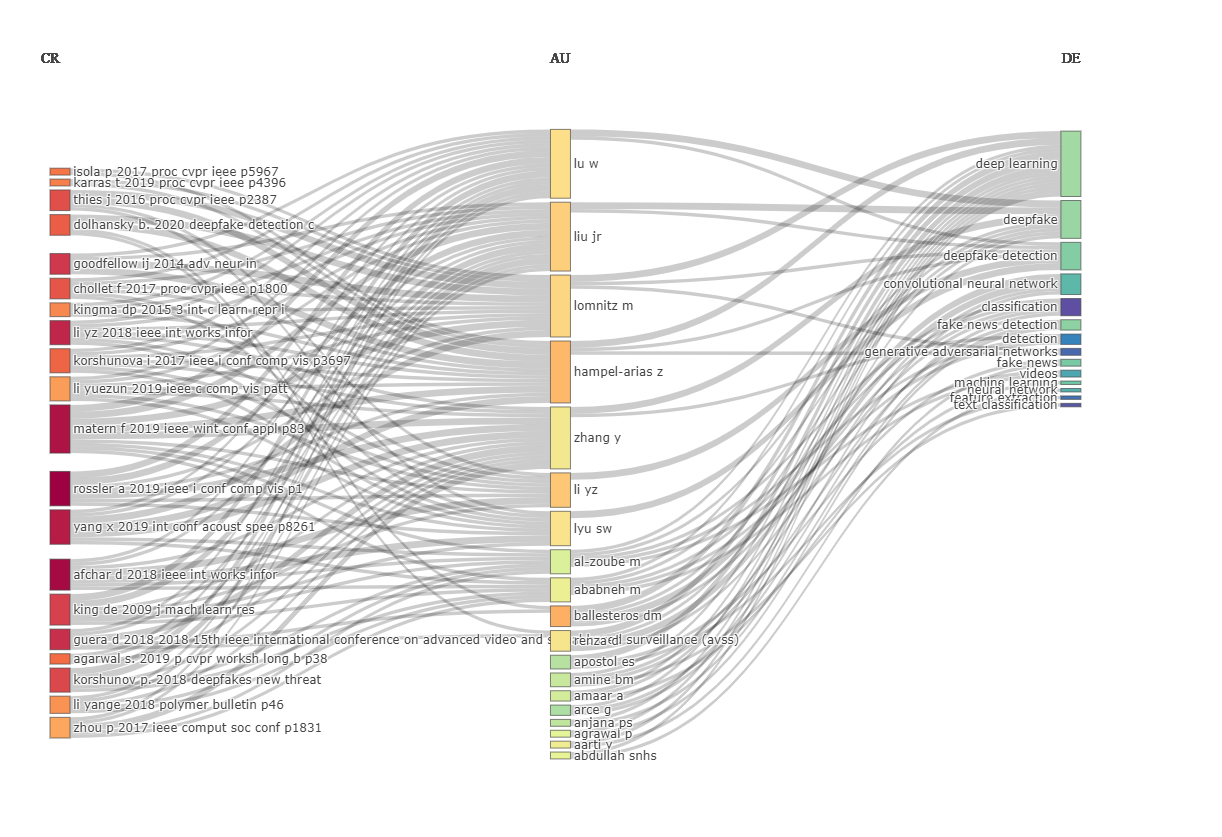 CR
AU
DE
isola p 2017 proc cvpr ieee p5967
karras t 2019 proc cvpr ieee p4396
thies j 2016 proc cvpr ieee p2387
dolhansky b. 2020 deepfake detection c
goodfellow ij 2014 adv neur in
chollet f 2017 proc cvpr ieee p1800
kingma dp 2015 3 int c learn repr i
li yz 2018 ieee int works infor
korshunova i 2017 ieee i conf comp vis p3697
li yuezun 2019 ieee c comp vis patt
matern f 2019 ieee wint conf appl p83
rossler a 2019 ieee i conf comp vis p1
yang x 2019 int conf acoust spee p8261
afchar d 2018 ieee int works infor
king de 2009 j mach learn res
guera d 2018 2018 15th ieee international conference on advanced video and surveillance (avss)
agarwal s. 2019 p cvpr worksh long b p38
korshunov p. 2018 deepfakes new threat
li yange 2018 polymer bulletin p46
zhou p 2017 ieee comput soc conf p1831
lu w
liu jr
lomnitz m
hampel-arias z
zhang y
li yz
lyu sw
al-zoube m
ababneh m
ballesteros dm
apostol es
amine bm
amaar a
arce g
anjana ps
agrawal p
aarti y
abdullah snhs
deep learning
deepfake
deepfake detection
convolutional neural network
classification
fake news detection
detection
generative adversarial networks
fake news
videos
machine learning
neural network
feature extraction
text classification